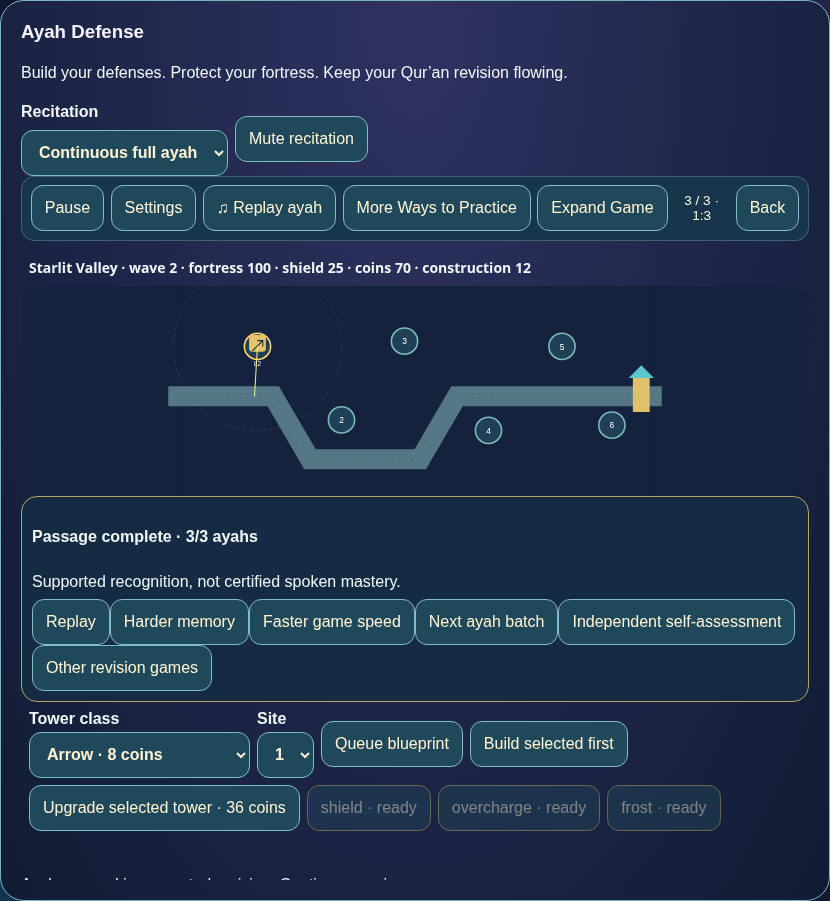 Ayah Defense
Build your defenses. Protect your fortress. Keep your Qur’an revision flowing.
Recitation
Continuous full ayah
Mute recitation
Pause
Settings
♫ Replay ayah
More Ways to Practice
Expand Game
3 / 3 ·
1:3
Back
Starlit Valley · wave 2 · fortress 100 · shield 25 · coins 70 · construction 12
3
5
L2
2
4
6
Passage complete · 3/3 ayahs
Supported recognition, not certified spoken mastery.
Replay
Harder memory
Faster game speed
Next ayah batch
Independent self-assessment
Other revision games
Tower class
Site
Arrow · 8 coins
1
Queue blueprint
Build selected first
Upgrade selected tower · 36 coins
shield · ready
overcharge · ready
frost · ready